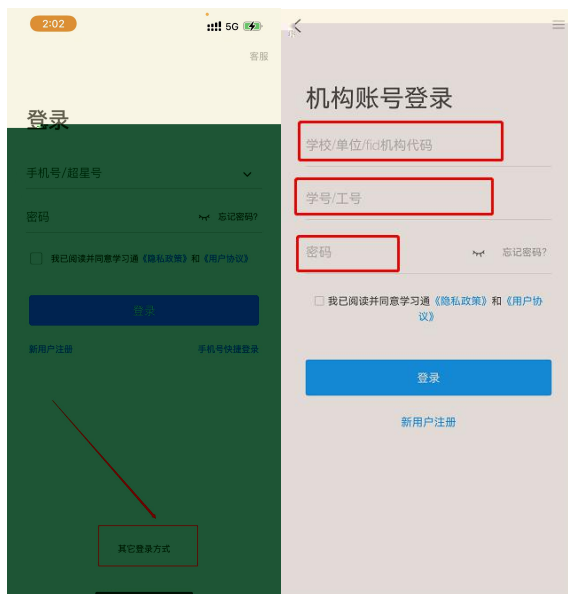 2:02
5G
客服
登录
手机号/超星号
密码
忘记密码?
我已阅读并同意学习通《隐私政策》和《用户协议》
登录
新用户注册
手机号快捷登录
其它登录方式
机构账号登录
学校/单位/fid机构代码
学号/工号
密码
忘记密码?
我已阅读并同意学习通《隐私政策》和《用户协
议》
登录
新用户注册